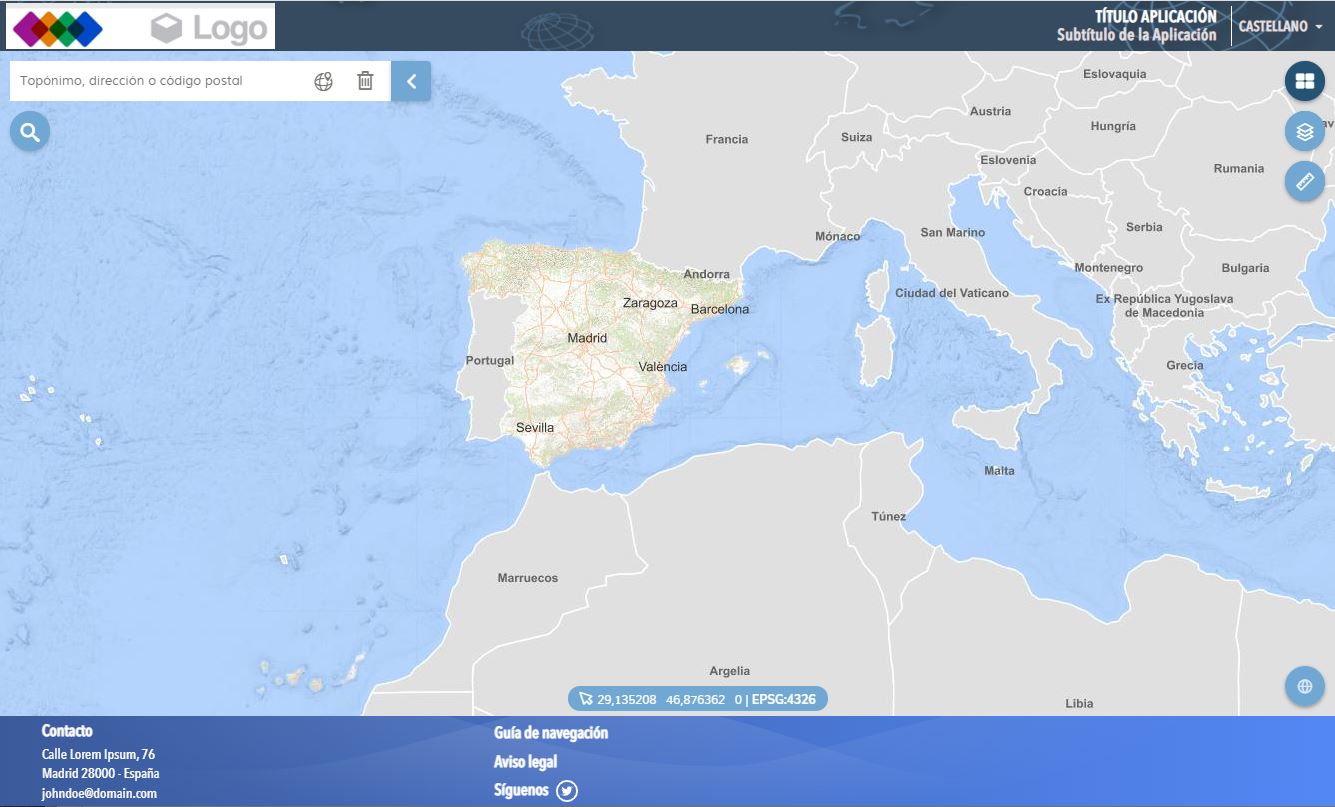 Logo
TÍTULO APLICACIÓN
Subtítulo de la Aplicación
CASTELLANO
Topónimo, dirección o código postal
Eslovaquia
Austria
Hungría
Francia
Suiza
Eslovenia
Rumania
Croacia
Serbia
San Marino
Mónaco
Montenegro
Bulgaria
Andorra
Ciudad del Vaticano
Ex República Yugoslava
de Macedonia
Zaragoza
Barcelona
Madrid
Portugal
València
Grecia
Sevilla
Malta
Túnez
Marruecos
Argelia
Libia
29,135208 46,876362 0 | EPSG:4326
Contacto
Calle Lorem Ipsum, 76
Madrid 28000 - España
johndoe@domain.com
Guía de navegación
Aviso legal
Síguenos